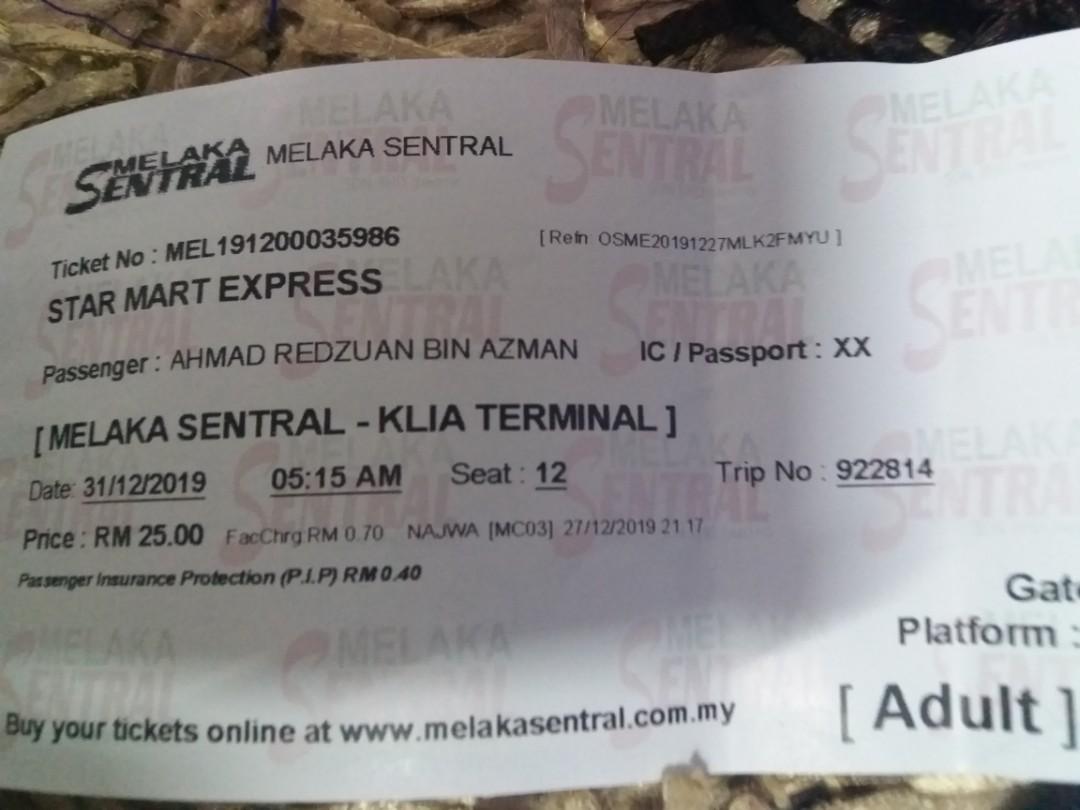 MELAKA SENTRAL MELAKA SENTRAL
Ticket No : MEL191200035986 [ Refn OSME20191227MLK2FMYU ]
STAR MART EXPRESS
Passenger : AHMAD REDZUAN BIN AZMAN IC / Passport : XX
[ MELAKA SENTRAL - KLIA TERMINAL ]
Date: 31/12/2019 05:15 AM Seat : 12 Trip No : 922814
Price : RM 25.00 FacChrg:RM 0.70 NAJWA [MC03] 27/12/2019 21:17
Passenger Insurance Protection (P.I.P) RM 0.40
Gate
Platform :
Buy your tickets online at www.melakasentral.com.my [ Adult ]